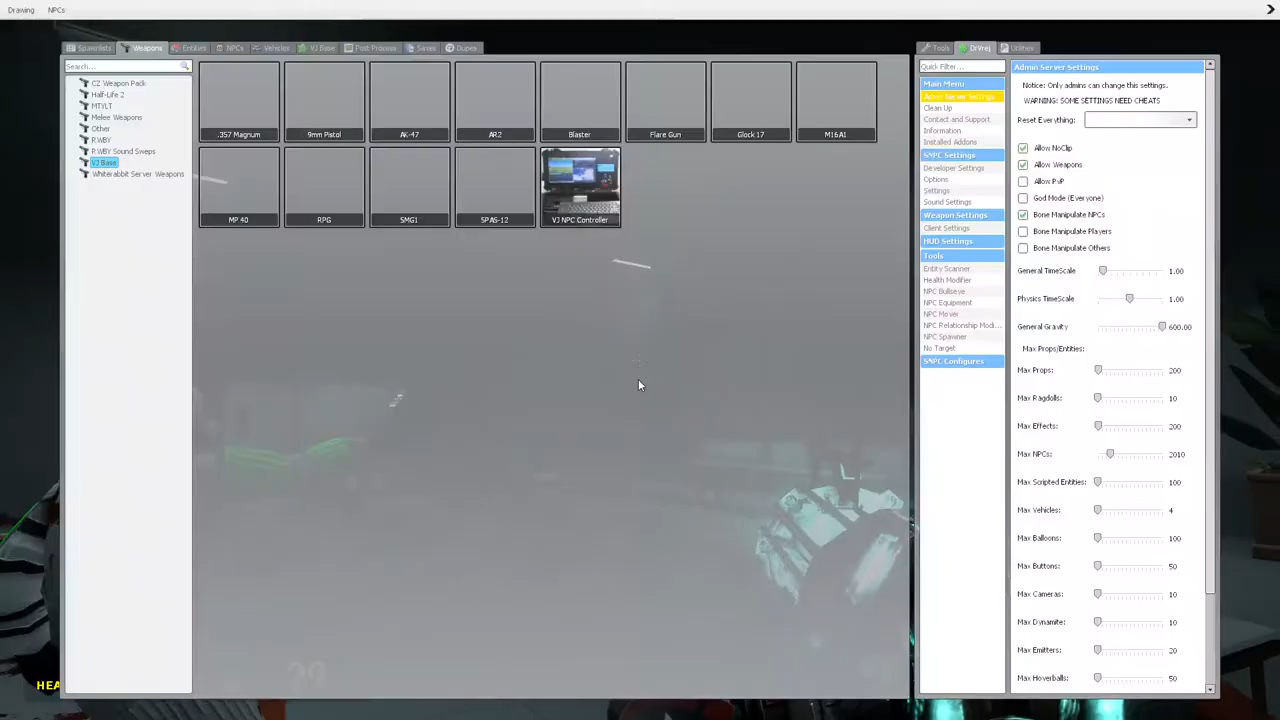 Drawing NPCs
Spawnlists Weapons Entities NPCs Vehicles VJ Base Post Process Saves Dupes
Search...
CZ Weapon Pack
Half-Life 2
MTYLT
Melee Weapons
Other
RWBY
RWBY Sound Sweps
VJ Base
Whiterabbit Server Weapons
.357 Magnum 9mm Pistol AK-47 AR2 Blaster Flare Gun Glock 17 M16A1
MP 40 RPG SMG1 SPAS-12 VJ NPC Controller
HEA
Tools DrVrej Utilities
Quick Filter...
Main Menu
Admin Server Settings
Clean Up
Contact and Support
Information
Installed Addons
SNPC Settings
Developer Settings
Options
Settings
Sound Settings
Weapon Settings
Client Settings
HUD Settings
Tools
Entity Scanner
Health Modifier
NPC Bullseye
NPC Equipment
NPC Mover
NPC Relationship Modi...
NPC Spawner
No Target
SNPC Configures
Admin Server Settings
Notice: Only admins can change this settings.
WARNING: SOME SETTINGS NEED CHEATS
Reset Everything:
Allow NoClip
Allow Weapons
Allow PvP
God Mode (Everyone)
Bone Manipulate NPCs
Bone Manipulate Players
Bone Manipulate Others
General TimeScale 1.00
Physics TimeScale 1.00
General Gravity 600.00
Max Props/Entities:
Max Props: 200
Max Ragdolls: 10
Max Effects: 200
Max NPCs: 2010
Max Scripted Entities: 100
Max Vehicles: 4
Max Balloons: 100
Max Buttons: 50
Max Cameras: 10
Max Dynamite: 10
Max Emitters: 20
Max Hoverballs: 50